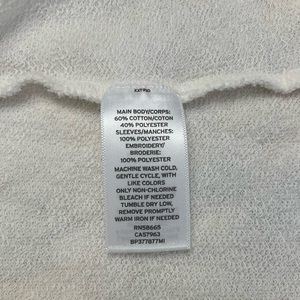 MAIN BODY/CORPS:
60% COTTON/COTON
40% POLYESTER
SLEEVES/MANCHES:
100% POLYESTER
EMBROIDERY/
BRODERIE:
100% POLYESTER
MACHINE WASH COLD,
GENTLE CYCLE, WITH
LIKE COLORS
ONLY NON-CHLORINE
BLEACH IF NEEDED
TUMBLE DRY LOW,
REMOVE PROMPTLY
WARM IRON IF NEEDED
RN58665
CA57963
BP377877MI